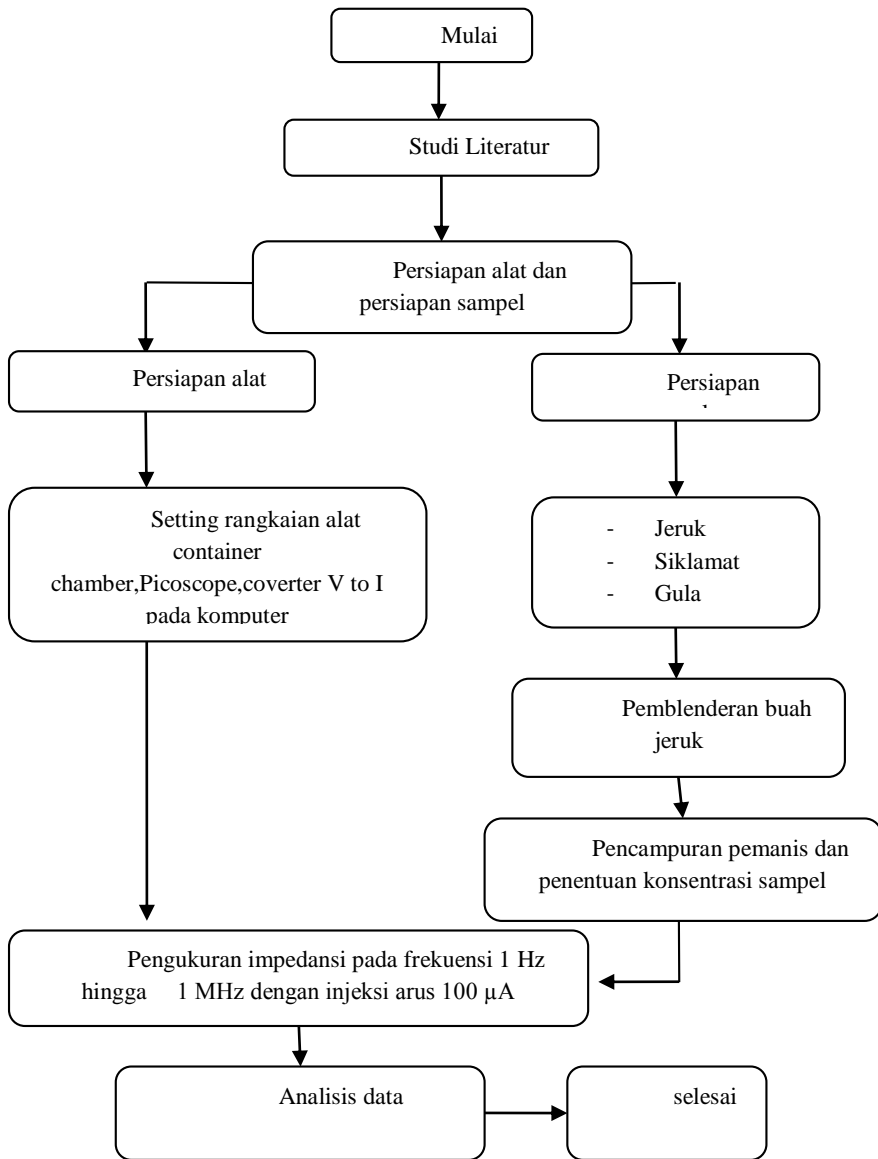 Mulai
Studi Literatur
Persiapan alat dan
persiapan sampel
Persiapan alat
Persiapan
Setting rangkaian alat
container
chamber,Picoscope,coverter V to I
pada komputer
- Jeruk
- Siklamat
- Gula
Pemblenderan buah
jeruk
Pencampuran pemanis dan
penentuan konsentrasi sampel
Pengukuran impedansi pada frekuensi 1 Hz
hingga 1 MHz dengan injeksi arus 100 µA
Analisis data
selesai